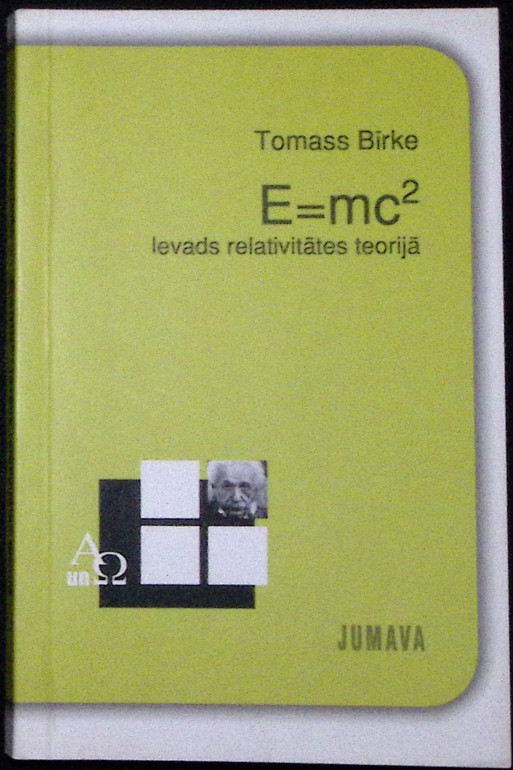 Tomass Bīrke
E=mc²
Ievads relativitātes teorijā
A
un Ω
JUMAVA